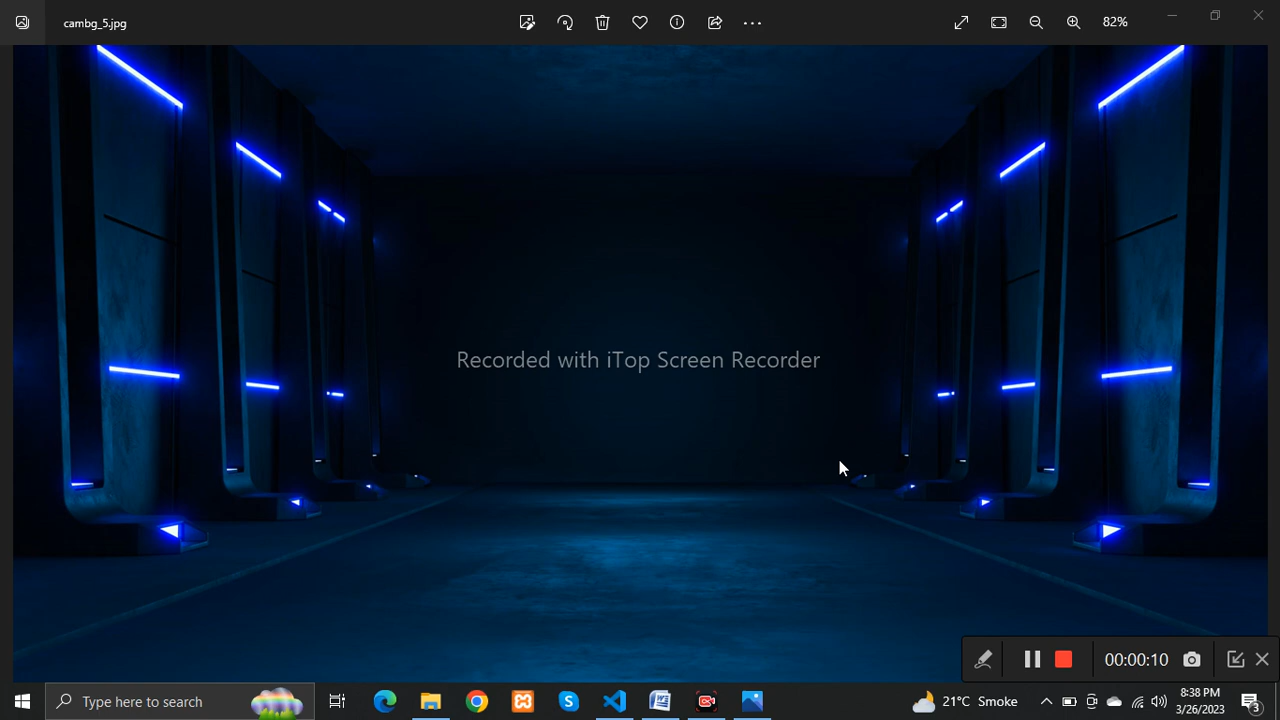 cambg_5.jpg
82%
Recorded with iTop Screen Recorder
00:00:10
Type here to search
21°C Smoke
8:38 PM
3/26/2023
3